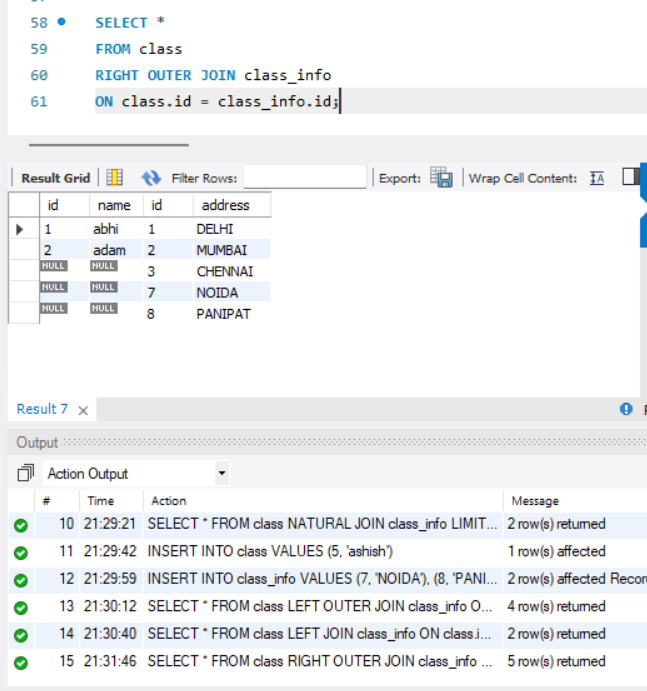 58 SELECT *
59 FROM class
60 RIGHT OUTER JOIN class_info
61 ON class.id = class_info.id;
Result Grid Filter Rows: Export: Wrap Cell Content: IA
id name id address
1 abhi 1 DELHI
2 adam 2 MUMBAI
NULL NULL 3 CHENNAI
NULL NULL 7 NOIDA
NULL NULL 8 PANIPAT
Result 7
Output
Action Output
# Time Action Message
10 21:29:21 SELECT * FROM class NATURAL JOIN class_info LIMIT... 2 row(s) returned
11 21:29:42 INSERT INTO class VALUES (5, 'ashish') 1 row(s) affected
12 21:29:59 INSERT INTO class_info VALUES (7, 'NOIDA'), (8, 'PANI... 2 row(s) affected Recor
13 21:30:12 SELECT * FROM class LEFT OUTER JOIN class_info O... 4 row(s) returned
14 21:30:40 SELECT * FROM class LEFT JOIN class_info ON class.i... 2 row(s) returned
15 21:31:46 SELECT * FROM class RIGHT OUTER JOIN class_info ... 5 row(s) returned